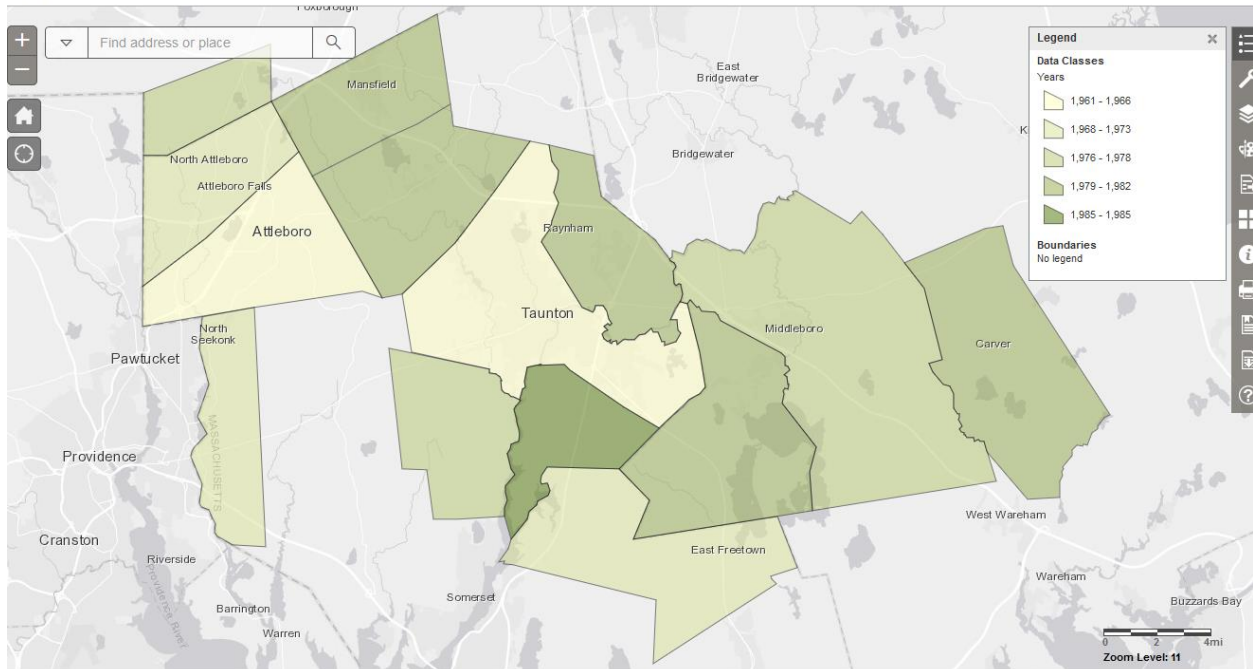 Foxborough
Find address or place
Mansfield
East
Bridgewater
Bridgewater
North Attleboro
Attleboro Falls
Attleboro
Raynham
Taunton
North
Seekonk
Pawtucket
Middleboro
Carver
MASSACHUSETTS
Providence
Cranston
Riverside
Providence River
Barrington
Warren
Somerset
East Freetown
West Wareham
Wareham
Buzzards Bay
Legend
Data Classes
Years
1,961 - 1,966
1,968 - 1,973
1,976 - 1,978
1,979 - 1,982
1,985 - 1,985
Boundaries
No legend
K
0 2 4mi
Zoom Level: 11